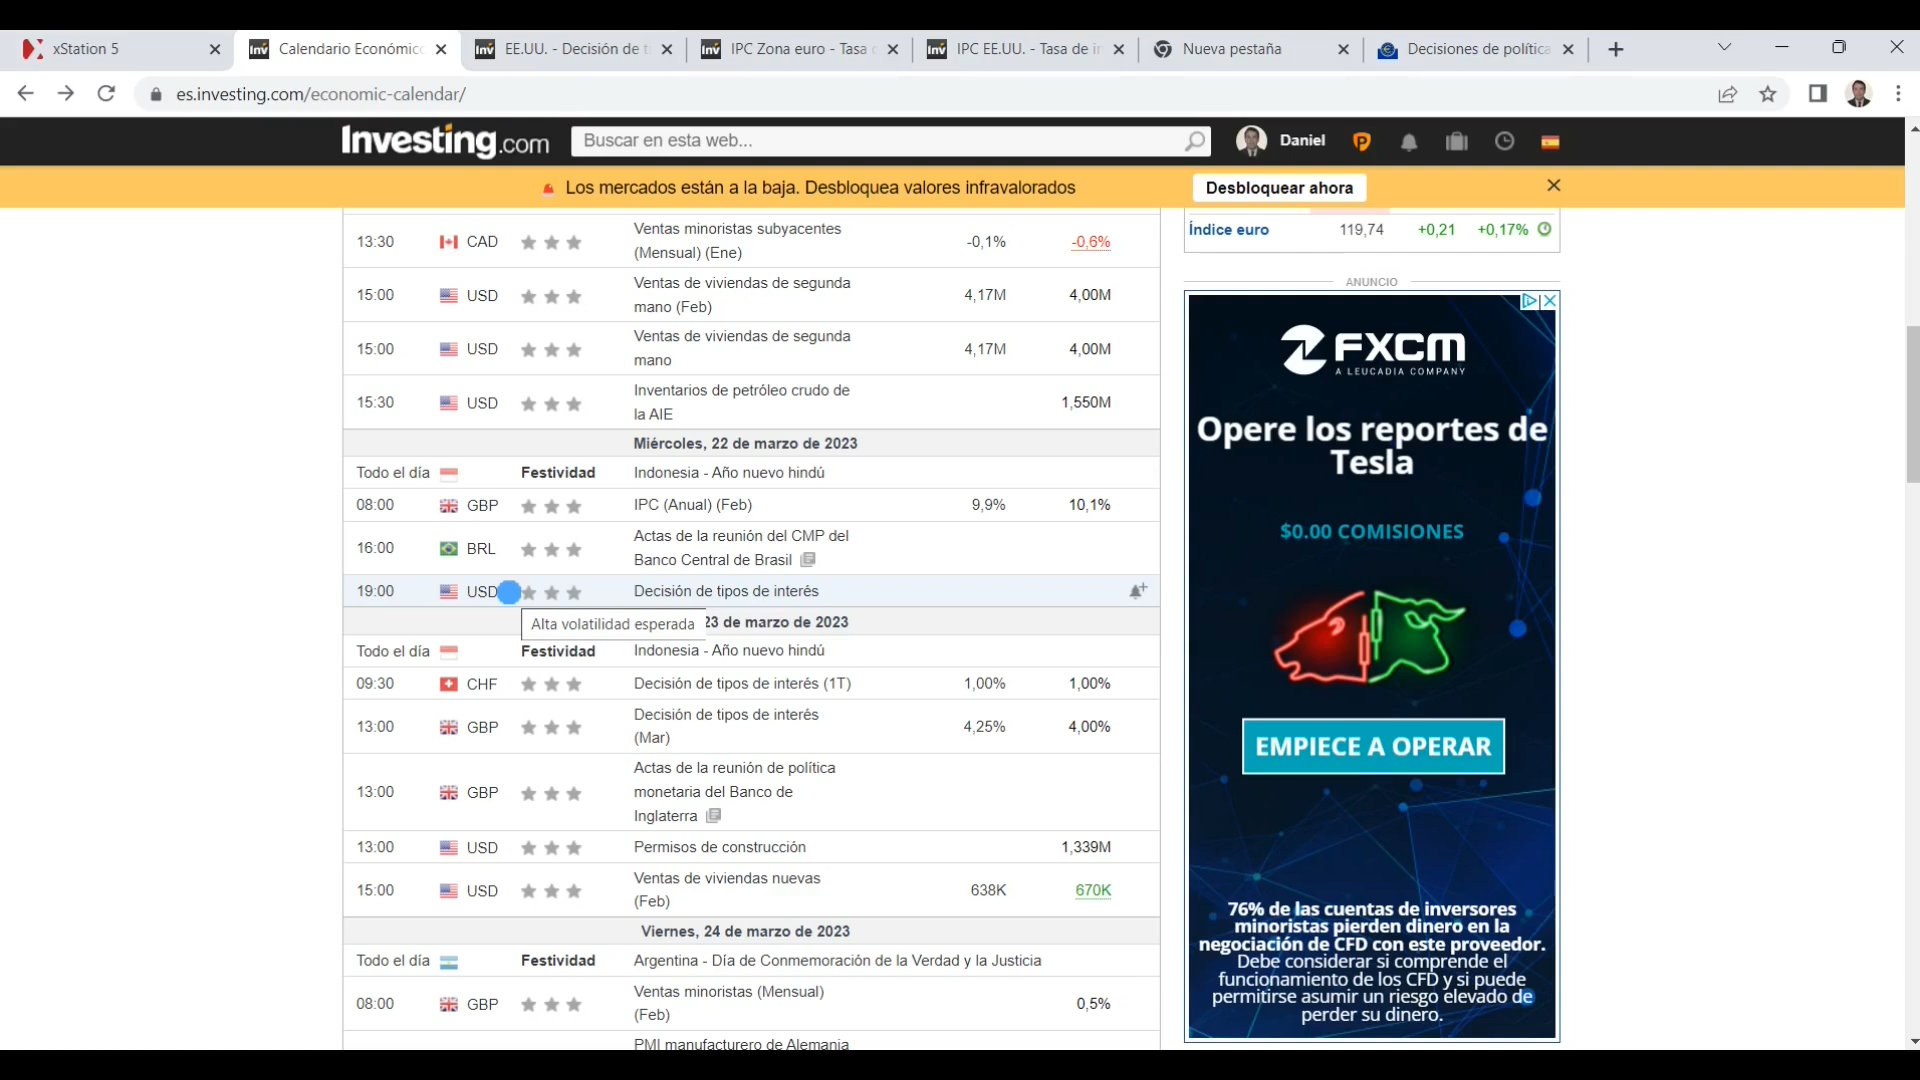 xStation 5
Calendario Económico
EE.UU. - Decisión de t
IPC Zona euro - Tasa d
IPC EE.UU. - Tasa de in
Nueva pestaña
Decisiones de política
es.investing.com/economic-calendar/
Investing.com
Buscar en esta web...
Daniel
Los mercados están a la baja. Desbloquea valores infravalorados
Desbloquear ahora
13:30 CAD Ventas minoristas subyacentes (Mensual) (Ene) -0,1% -0,6%
15:00 USD Ventas de viviendas de segunda mano (Feb) 4,17M 4,00M
15:00 USD Ventas de viviendas de segunda mano 4,17M 4,00M
15:30 USD Inventarios de petróleo crudo de la AIE 1,550M
Miércoles, 22 de marzo de 2023
Todo el día Festividad Indonesia - Año nuevo hindú
08:00 GBP IPC (Anual) (Feb) 9,9% 10,1%
16:00 BRL Actas de la reunión del CMP del Banco Central de Brasil
19:00 USD Decisión de tipos de interés
Alta volatilidad esperada
23 de marzo de 2023
Todo el día Festividad Indonesia - Año nuevo hindú
09:30 CHF Decisión de tipos de interés (1T) 1,00% 1,00%
13:00 GBP Decisión de tipos de interés (Mar) 4,25% 4,00%
13:00 GBP Actas de la reunión de política monetaria del Banco de Inglaterra
13:00 USD Permisos de construcción 1,339M
15:00 USD Ventas de viviendas nuevas (Feb) 638K 670K
Viernes, 24 de marzo de 2023
Todo el día Festividad Argentina - Día de Conmemoración de la Verdad y la Justicia
08:00 GBP Ventas minoristas (Mensual) (Feb) 0,5%
PMI manufacturero de Alemania
Índice euro 119,74 +0,21 +0,17%
ANUNCIO
FXCM
A LEUCADIA COMPANY
Opere los reportes de
Tesla
$0.00 COMISIONES
EMPIECE A OPERAR
76% de las cuentas de inversores
minoristas pierden dinero en la
negociación de CFD con este proveedor.
Debe considerar si comprende el
funcionamiento de los CFD y si puede
permitirse asumir un riesgo elevado de
perder su dinero.